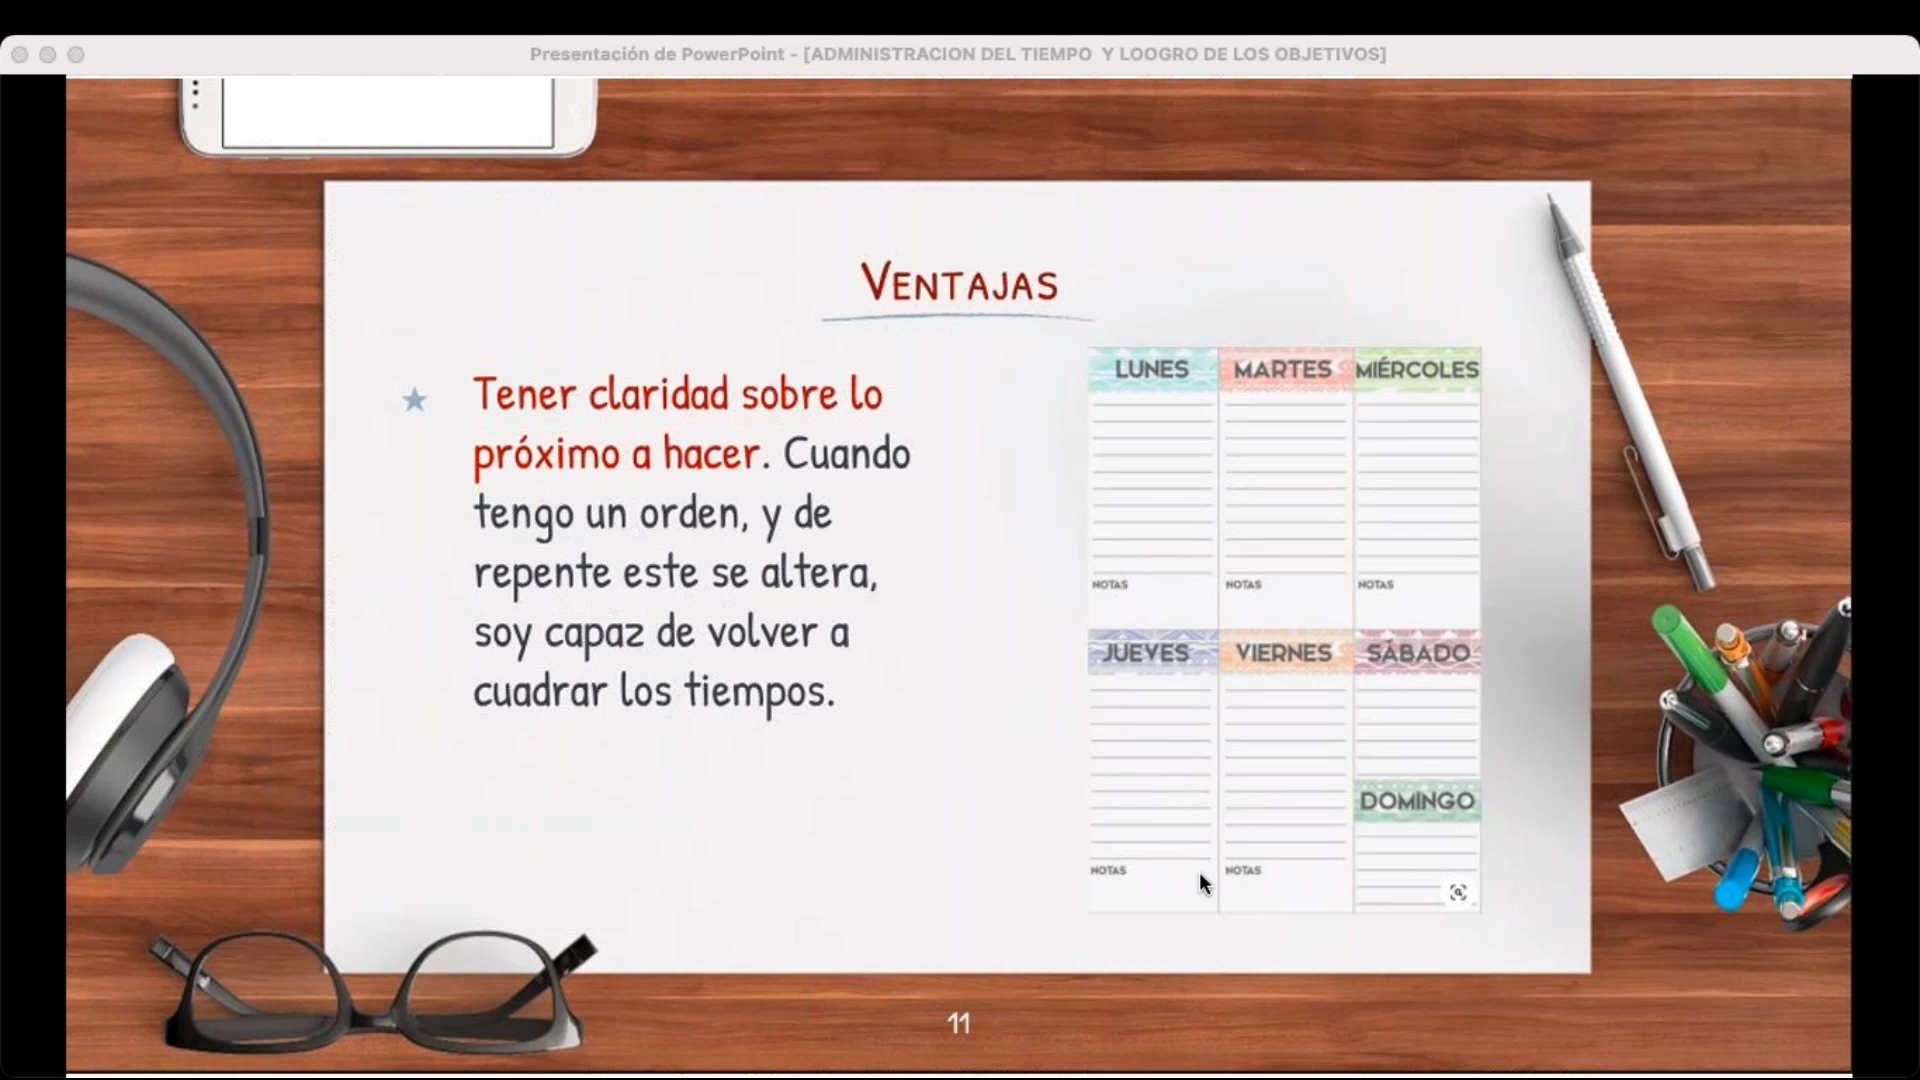 Presentación de PowerPoint - [ADMINISTRACION DEL TIEMPO  Y LOOGRO DE LOS OBJETIVOS]
VENTAJAS
Tener claridad sobre lo
próximo a hacer. Cuando
tengo un orden, y de
repente este se altera,
soy capaz de volver a
cuadrar los tiempos.
LUNES MARTES MIÉRCOLES
NOTAS NOTAS NOTAS
JUEVES VIERNES SÁBADO
DOMINGO
NOTAS NOTAS
11